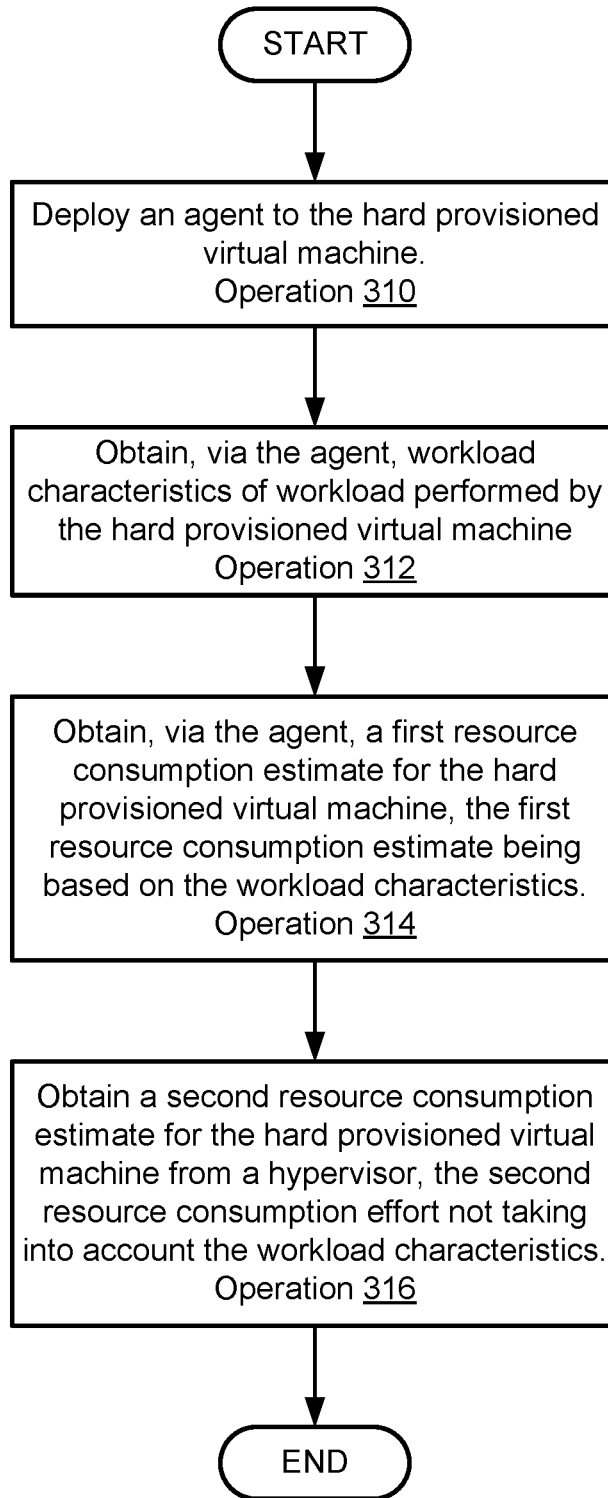 START
Deploy an agent to the hard provisioned
virtual machine.
Operation 310
Obtain, via the agent, workload
characteristics of workload performed by
the hard provisioned virtual machine
Operation 312
Obtain, via the agent, a first resource
consumption estimate for the hard
provisioned virtual machine, the first
resource consumption estimate being
based on the workload characteristics.
Operation 314
Obtain a second resource consumption
estimate for the hard provisioned virtual
machine from a hypervisor, the second
resource consumption effort not taking
into account the workload characteristics.
Operation 316
END